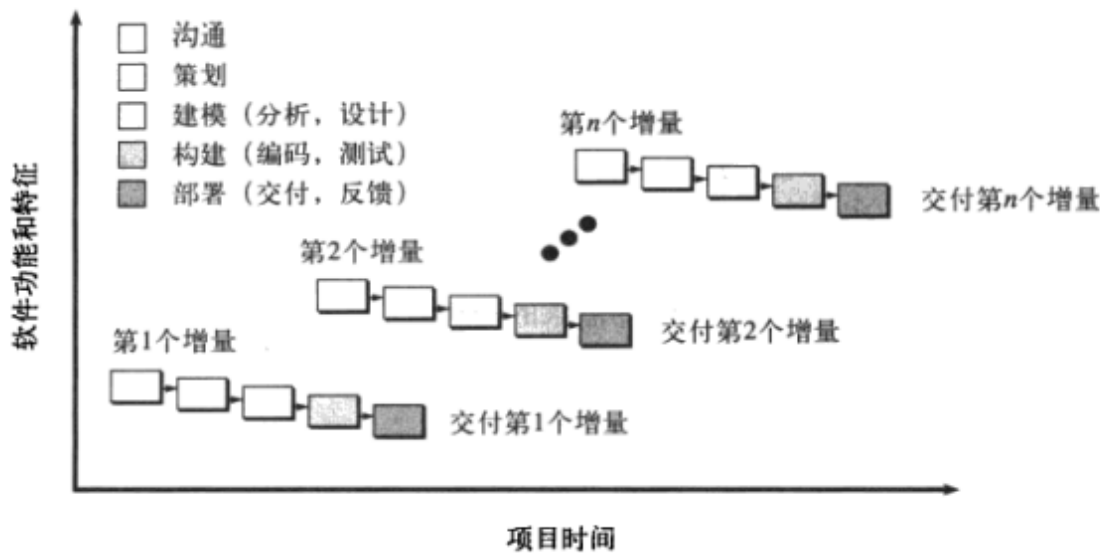 沟通
策划
建模（分析，设计）
构建（编码，测试）
部署（交付，反馈）
第n个增量
交付第n个增量
第2个增量
交付第2个增量
第1个增量
交付第1个增量
软件功能和特征
项目时间